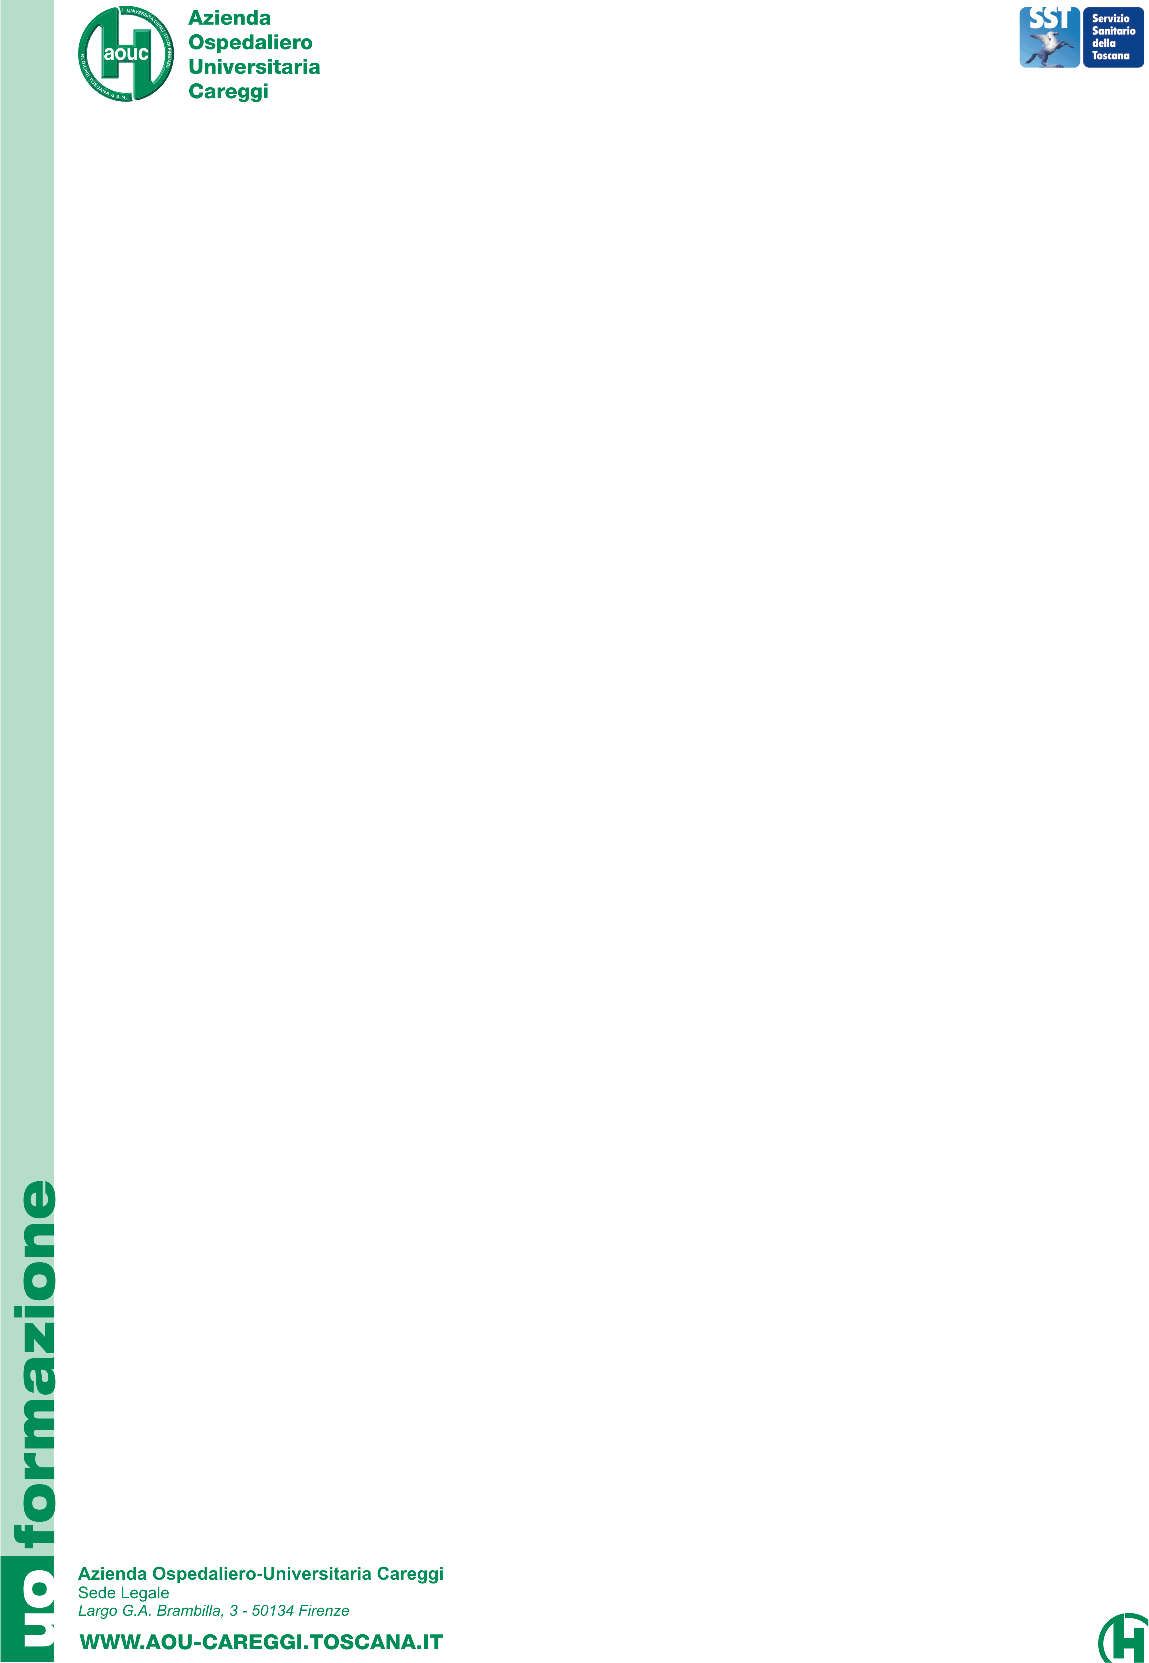 Azienda
Ospedaliero
Universitaria
Careggi
aouc
SST
Servizio
Sanitario
della
Toscana
uo formazione
Azienda Ospedaliero-Universitaria Careggi
Sede Legale
Largo G.A. Brambilla, 3 - 50134 Firenze
WWW.AOU-CAREGGI.TOSCANA.IT